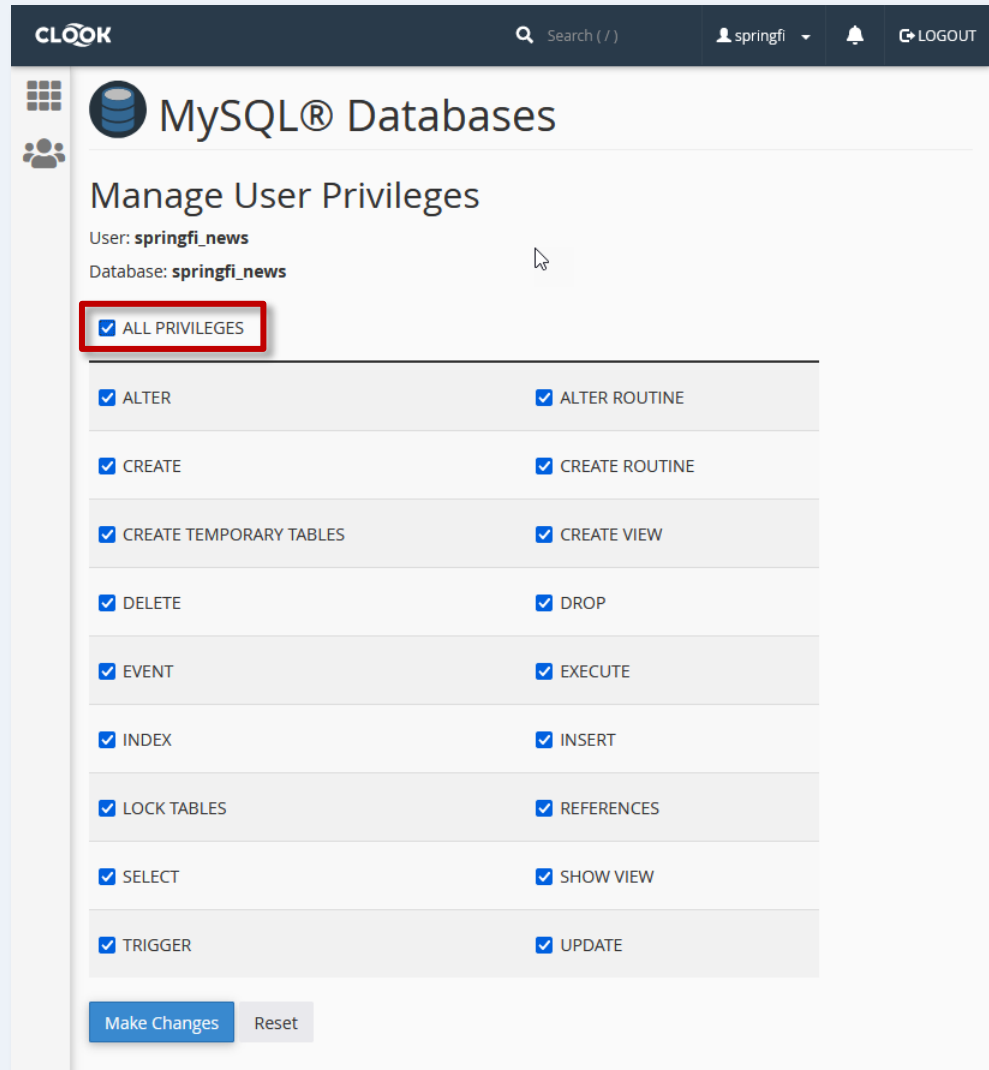 CLOOK Search ( / ) springfi LOGOUT
MySQL® Databases
Manage User Privileges
User: springfi_news
Database: springfi_news
ALL PRIVILEGES
ALTER ALTER ROUTINE
CREATE CREATE ROUTINE
CREATE TEMPORARY TABLES CREATE VIEW
DELETE DROP
EVENT EXECUTE
INDEX INSERT
LOCK TABLES REFERENCES
SELECT SHOW VIEW
TRIGGER UPDATE
Make Changes Reset